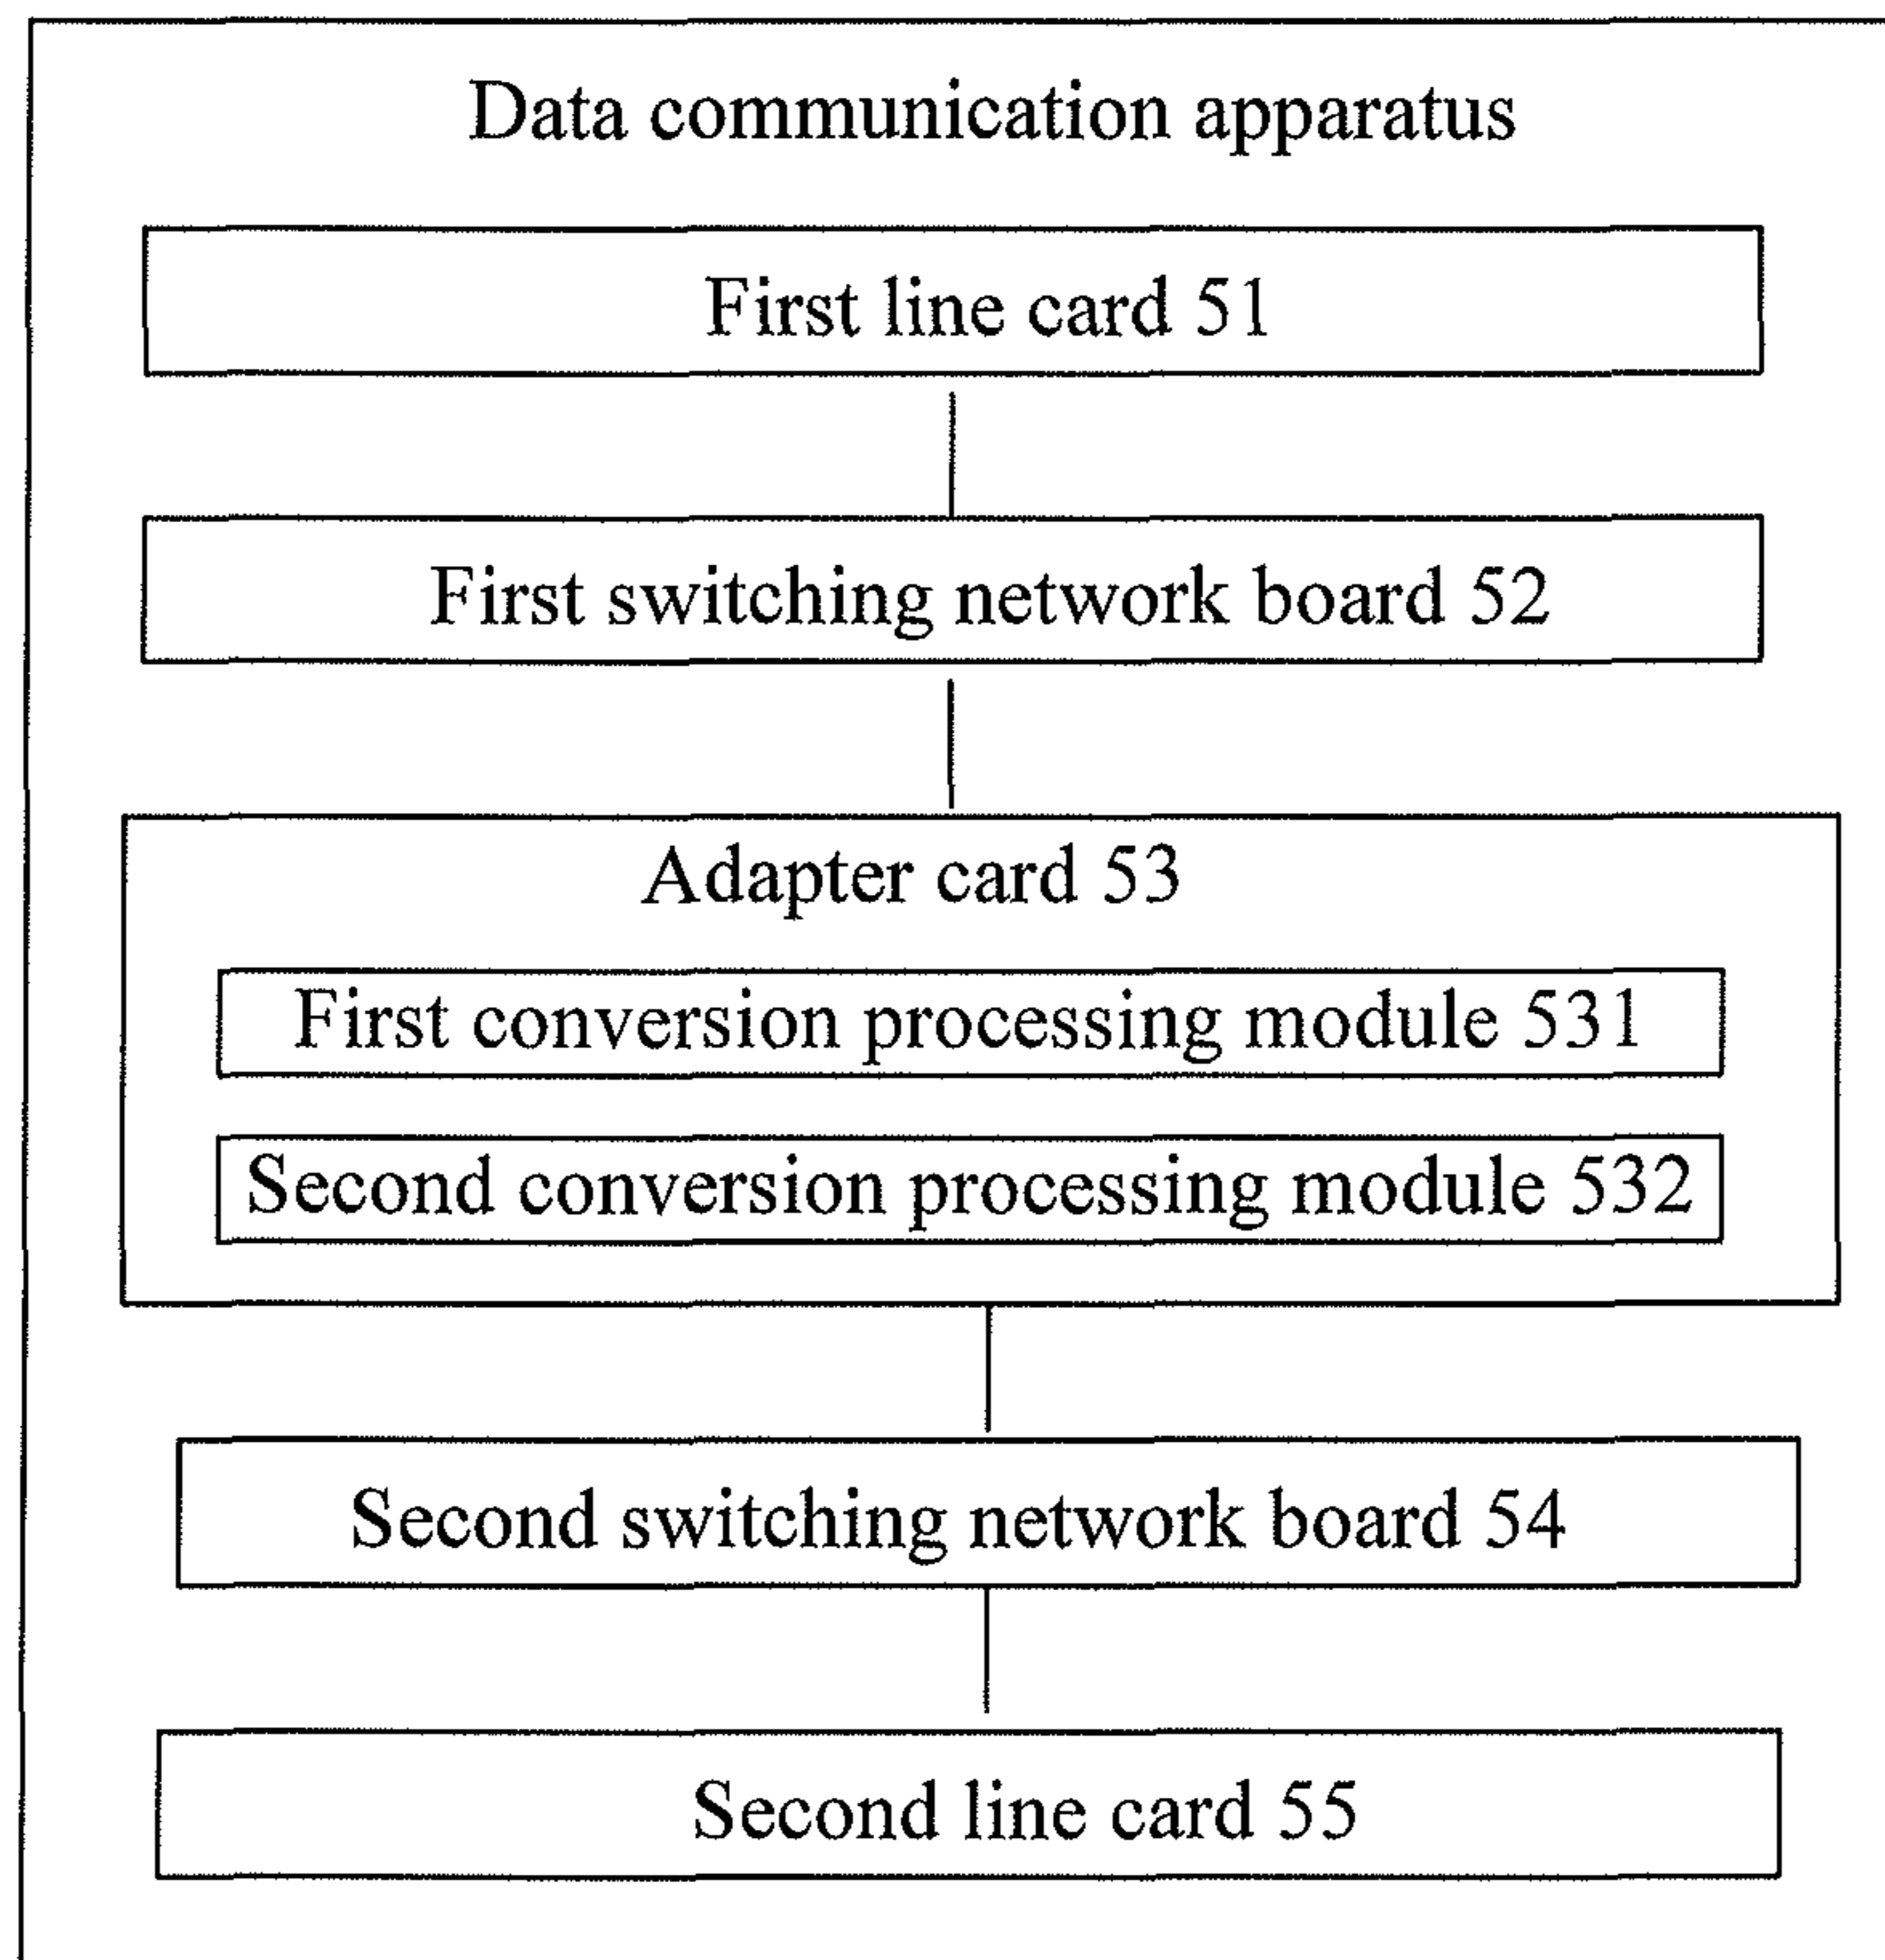 Data communication apparatus
First line card 51
First switching network board 52
Adapter card 53
First conversion processing module 531
Second conversion processing module 532
Second switching network board 54
Second line card 55